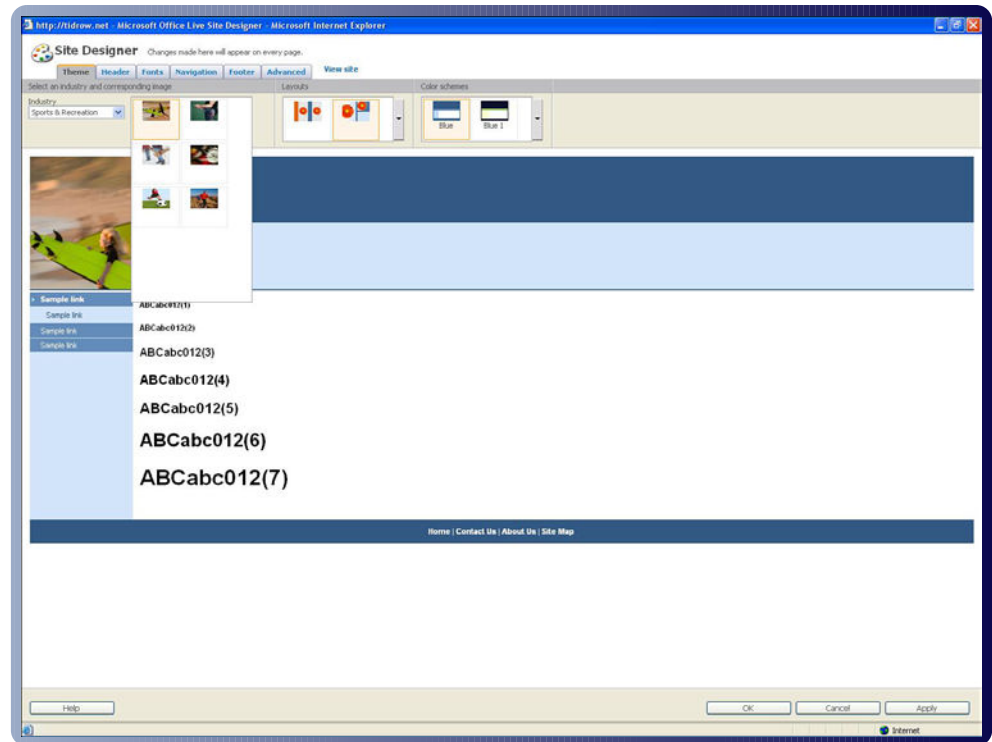 http://tidrow.net - Microsoft Office Live Site Designer - Microsoft Internet Explorer
Site Designer Changes made here will appear on every page.
Theme Header Fonts Navigation Footer Advanced View site
Select an industry and corresponding image Layouts Color schemes
Industry
Sports & Recreation
Blue Blue 1
Sample link
Sample link
Sample link
Sample link
ABCabc012(1)
ABCabc012(2)
ABCabc012(3)
ABCabc012(4)
ABCabc012(5)
ABCabc012(6)
ABCabc012(7)
Home | Contact Us | About Us | Site Map
Help OK Cancel Apply
Internet